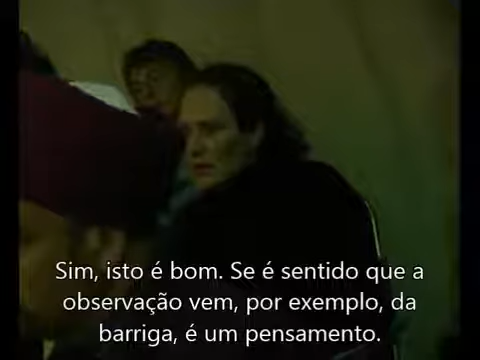 Sim, isto é bom. Se é sentido que a
observação vem, por exemplo, da
barriga, é um pensamento.